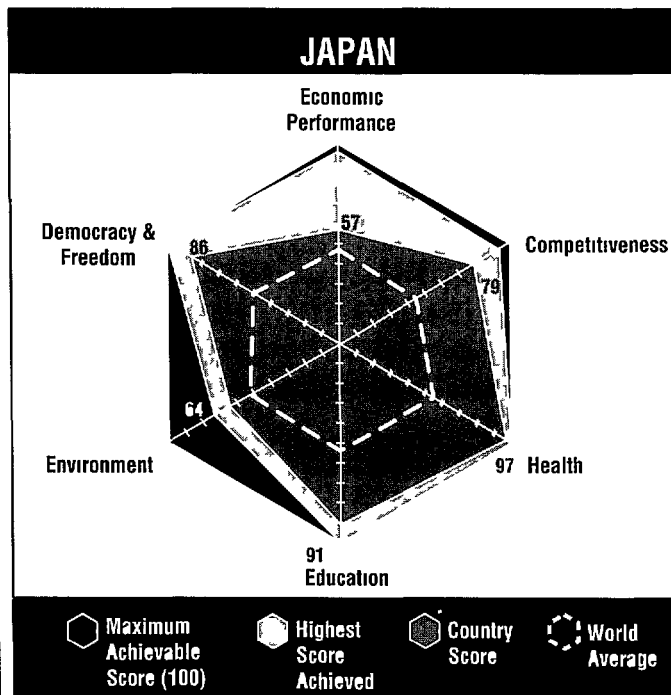 JAPAN
Economic
Performance
57
Democracy &
Freedom
86
Competitiveness
79
64
Environment
97 Health
91
Education
Maximum
Achievable
Score (100)
Highest
Score
Achieved
Country
Score
World
Average